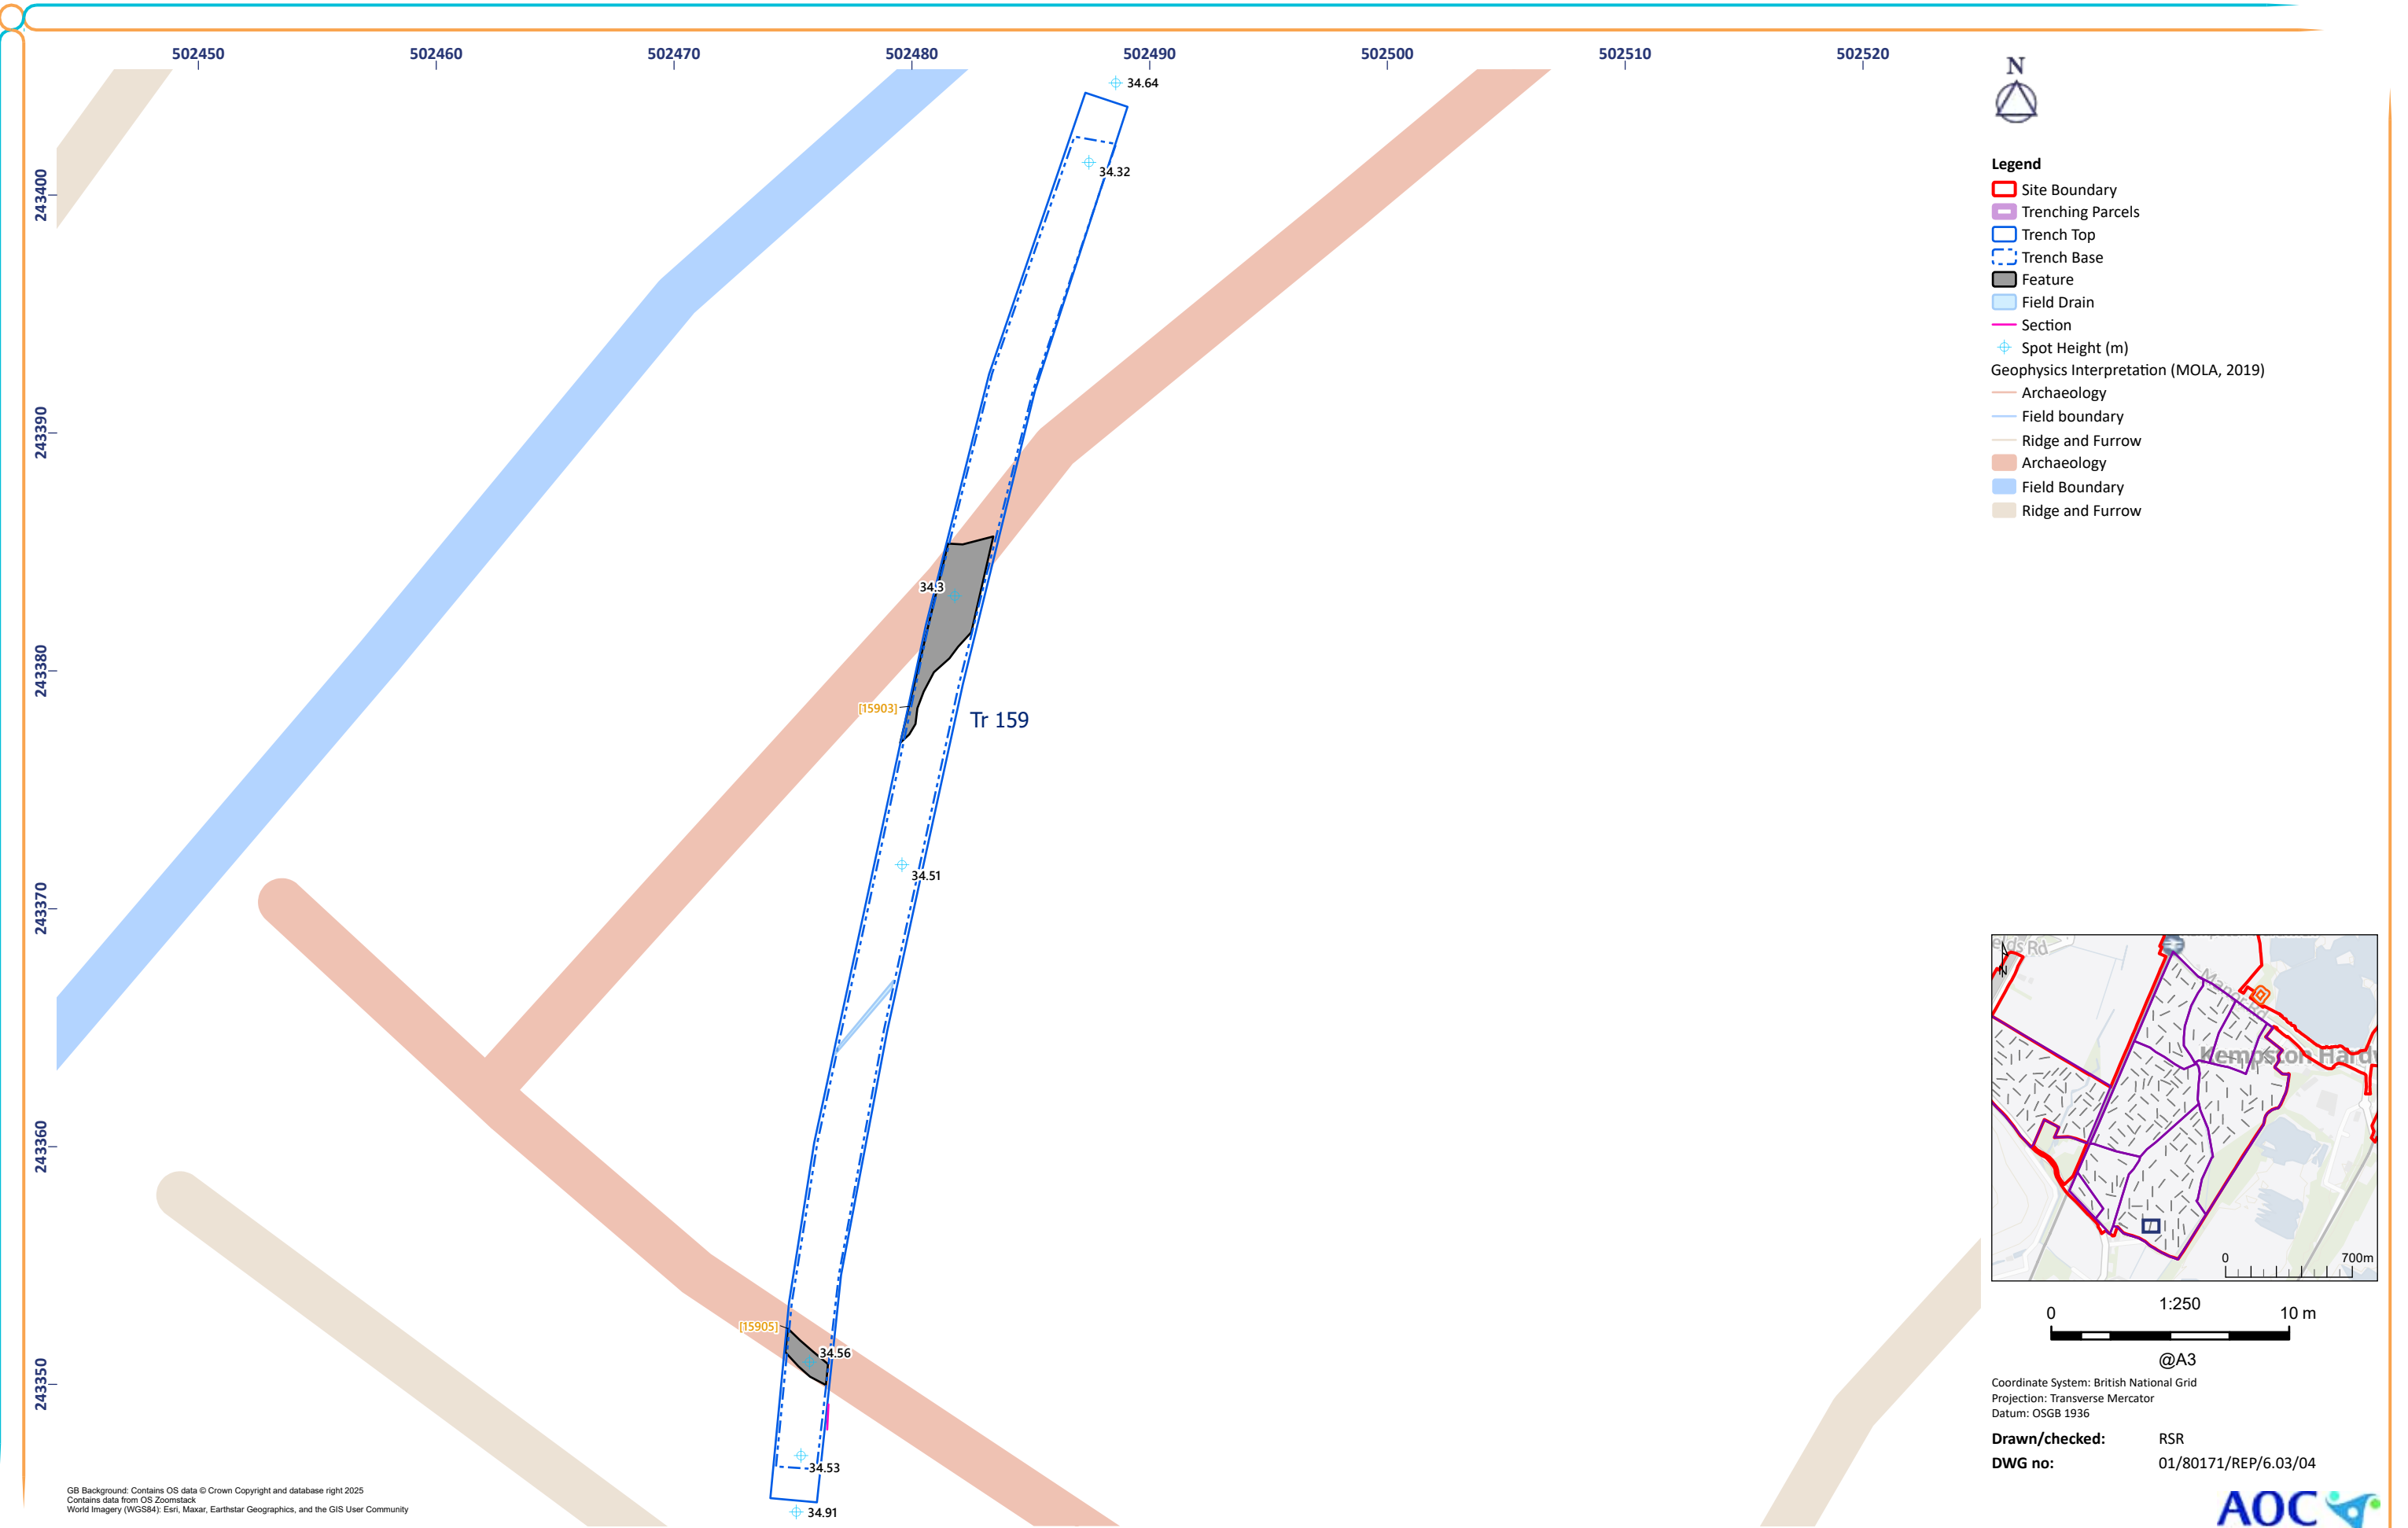 502450 502460 502470 502480 502490 502500 502510 502520
243400
243390
243380
243370
243360
243350
34.64
34.32
34.3
[15903]
Tr 159
34.51
[15905]
34.56
34.53
34.91
N
Legend
Site Boundary
Trenching Parcels
Trench Top
Trench Base
Feature
Field Drain
Section
Spot Height (m)
Geophysics Interpretation (MOLA, 2019)
Archaeology
Field boundary
Ridge and Furrow
Archaeology
Field Boundary
Ridge and Furrow
elds Rd
N
Manor Rd
Kempston Hardw
0 700m
1:250
0 10 m
@A3
Coordinate System: British National Grid
Projection: Transverse Mercator
Datum: OSGB 1936
Drawn/checked: RSR
DWG no: 01/80171/REP/6.03/04
AOC
GB Background: Contains OS data © Crown Copyright and database right 2025
Contains data from OS Zoomstack
World Imagery (WGS84): Esri, Maxar, Earthstar Geographics, and the GIS User Community